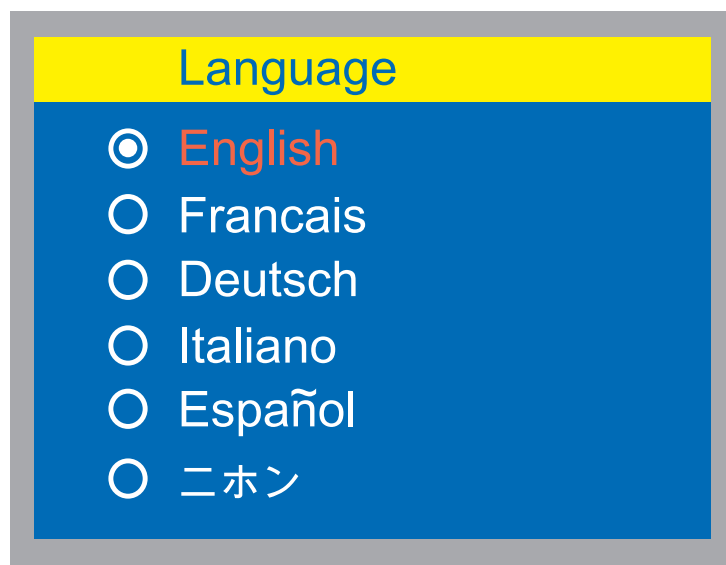 Language
English
Francais
Deutsch
Italiano
Español
ニホン